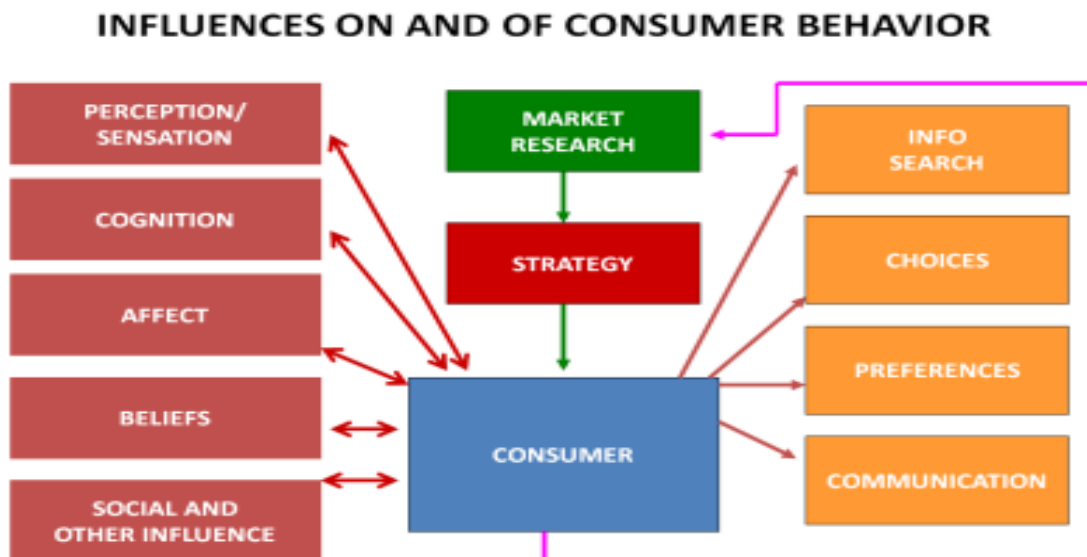 INFLUENCES ON AND OF CONSUMER BEHAVIOR
PERCEPTION/
SENSATION
COGNITION
AFFECT
BELIEFS
SOCIAL AND
OTHER INFLUENCE
MARKET
RESEARCH
STRATEGY
CONSUMER
INFO
SEARCH
CHOICES
PREFERENCES
COMMUNICATION